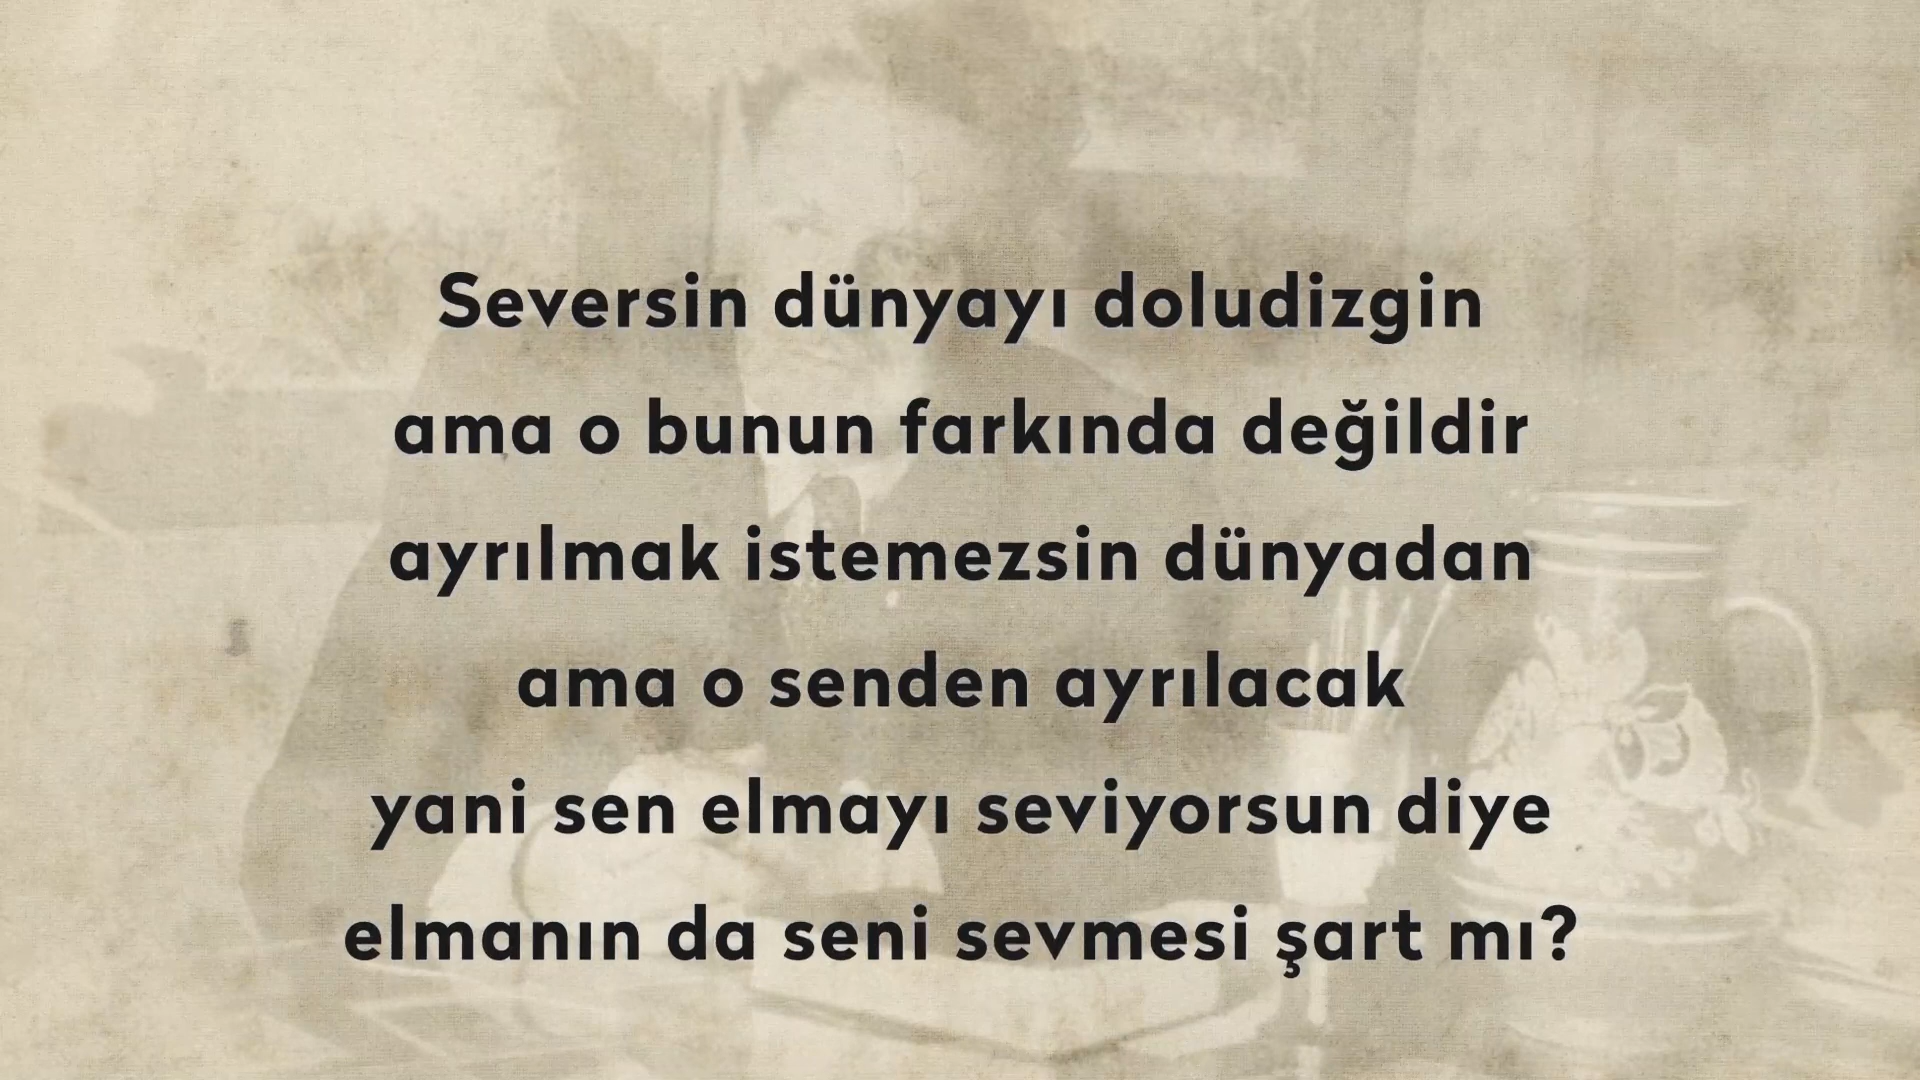 Seversin dünyayı doludizgin
ama o bunun farkında değildir
ayrılmak istemezsin dünyadan
ama o senden ayrılacak
yani sen elmayı seviyorsun diye
elmanın da seni sevmesi şart mı?